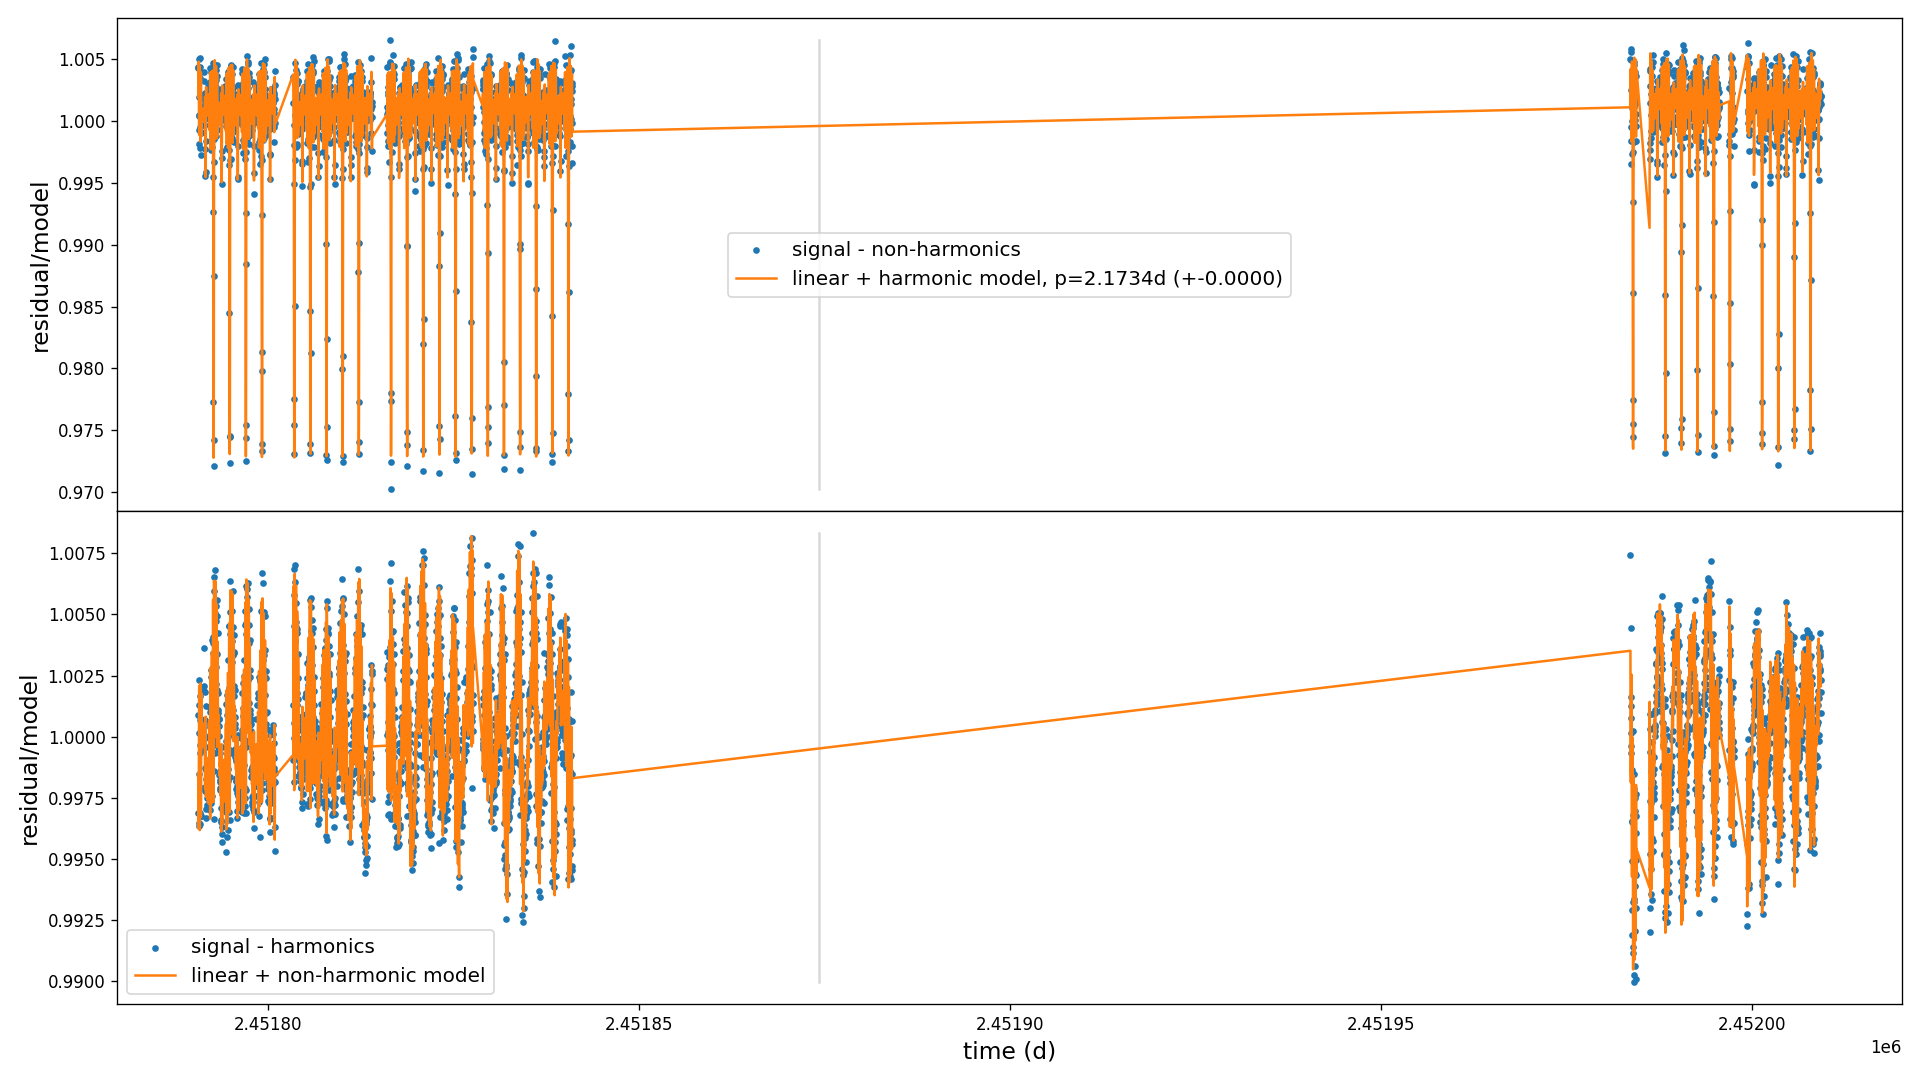 1.005
1.000
0.995
0.990
0.985
0.980
0.975
0.970
residual/model
signal - non-harmonics
linear + harmonic model, p=2.1734d (+-0.0000)
1.0075
1.0050
1.0025
1.0000
0.9975
0.9950
0.9925
0.9900
residual/model
signal - harmonics
linear + non-harmonic model
2.45180
2.45185
2.45190
2.45195
2.45200
1e6
time (d)